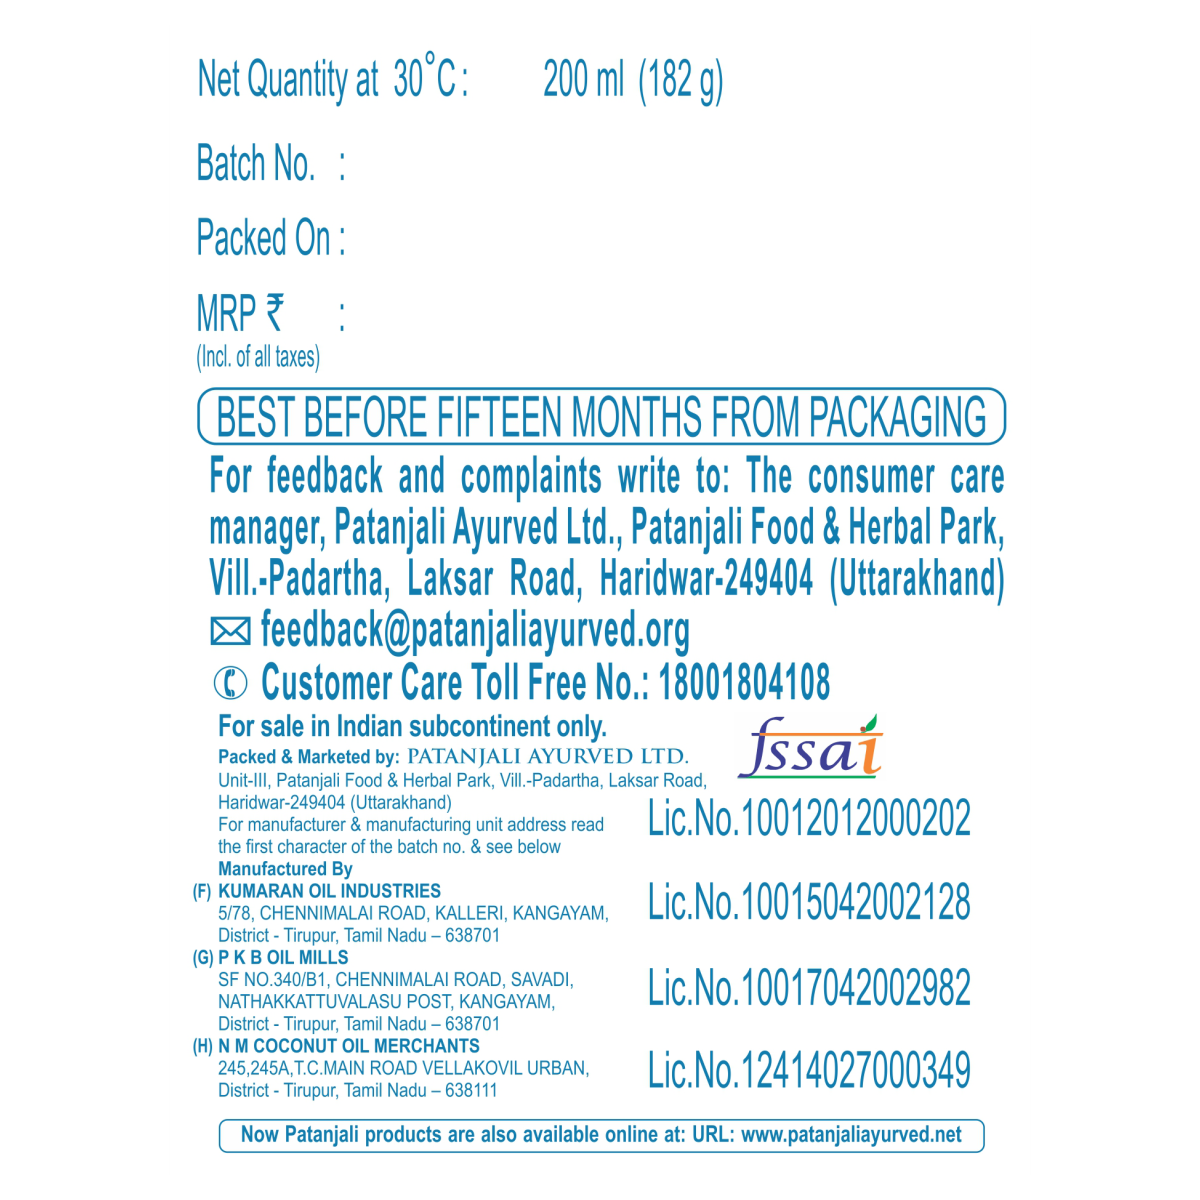 Net Quantity at 30°C : 200 ml (182 g)
Batch No. :
Packed On :
MRP ₹ :
(Incl. of all taxes)
BEST BEFORE FIFTEEN MONTHS FROM PACKAGING
For feedback and complaints write to: The consumer care
manager, Patanjali Ayurved Ltd., Patanjali Food & Herbal Park,
Vill.-Padartha, Laksar Road, Haridwar-249404 (Uttarakhand)
feedback@patanjaliayurved.org
Customer Care Toll Free No.: 18001804108
For sale in Indian subcontinent only.
fssai
Packed & Marketed by: PATANJALI AYURVED LTD.
Unit-III, Patanjali Food & Herbal Park, Vill.-Padartha, Laksar Road,
Haridwar-249404 (Uttarakhand)
Lic.No.10012012000202
For manufacturer & manufacturing unit address read
the first character of the batch no. & see below
Manufactured By
(F) KUMARAN OIL INDUSTRIES
5/78, CHENNIMALAI ROAD, KALLERI, KANGAYAM,
District - Tirupur, Tamil Nadu – 638701
Lic.No.10015042002128
(G) P K B OIL MILLS
SF NO.340/B1, CHENNIMALAI ROAD, SAVADI,
NATHAKKATTUVALASU POST, KANGAYAM,
District - Tirupur, Tamil Nadu – 638701
Lic.No.10017042002982
(H) N M COCONUT OIL MERCHANTS
245,245A,T.C.MAIN ROAD VELLAKOVIL URBAN,
District - Tirupur, Tamil Nadu – 638111
Lic.No.12414027000349
Now Patanjali products are also available online at: URL: www.patanjaliayurved.net